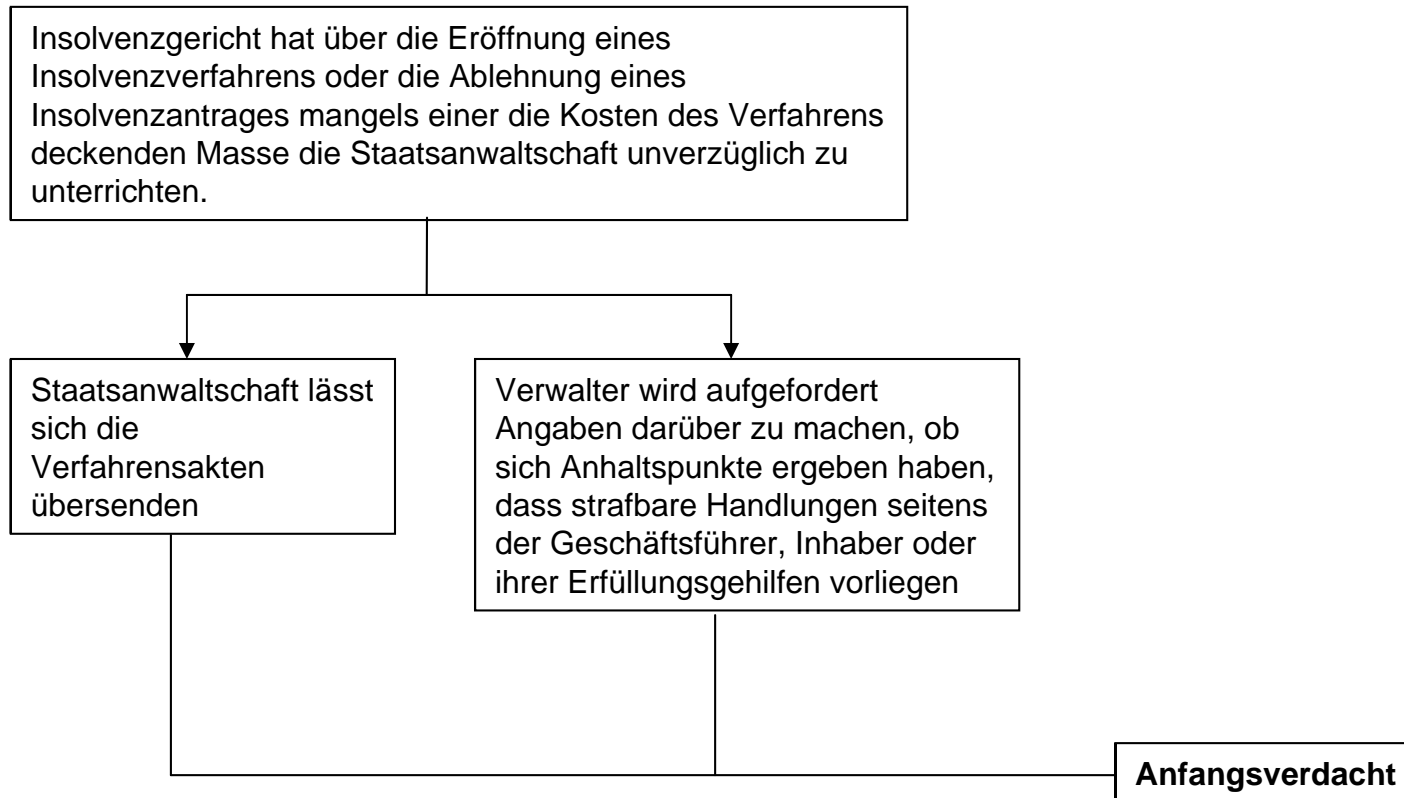 Insolvenzgericht hat über die Eröffnung eines
Insolvenzverfahrens oder die Ablehnung eines
Insolvenzantrages mangels einer die Kosten des Verfahrens
deckenden Masse die Staatsanwaltschaft unverzüglich zu
unterrichten.
Staatsanwaltschaft lässt
sich die
Verfahrensakten
übersenden
Verwalter wird aufgefordert
Angaben darüber zu machen, ob
sich Anhaltspunkte ergeben haben,
dass strafbare Handlungen seitens
der Geschäftsführer, Inhaber oder
ihrer Erfüllungsgehilfen vorliegen
Anfangsverdacht